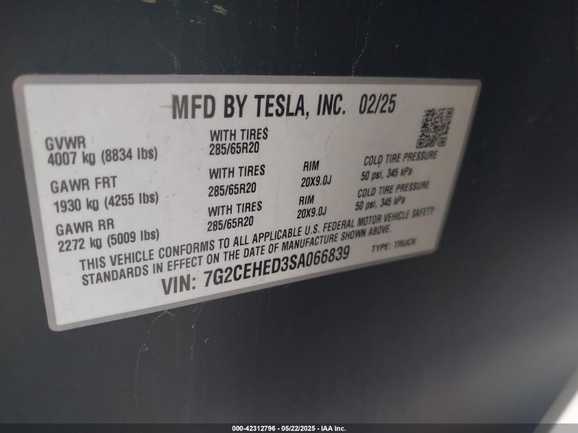 MFD BY TESLA, INC. 02/25
GVWR
4007 kg (8834 lbs)
WITH TIRES
285/65R20
GAWR FRT
1930 kg (4255 lbs)
WITH TIRES
285/65R20
RIM
20X9.0J
COLD TIRE PRESSURE
50 psi, 345 kPa
GAWR RR
2272 kg (5009 lbs)
WITH TIRES
285/65R20
RIM
20X9.0J
COLD TIRE PRESSURE
50 psi, 345 kPa
THIS VEHICLE CONFORMS TO ALL APPLICABLE U.S. FEDERAL MOTOR VEHICLE SAFETY
STANDARDS IN EFFECT ON THE DATE OF MANUFACTURE SHOWN ABOVE.
VIN: 7G2CEHED3SA066839
TYPE: TRUCK
000-42312796 - 05/22/2025 - IAA Inc.